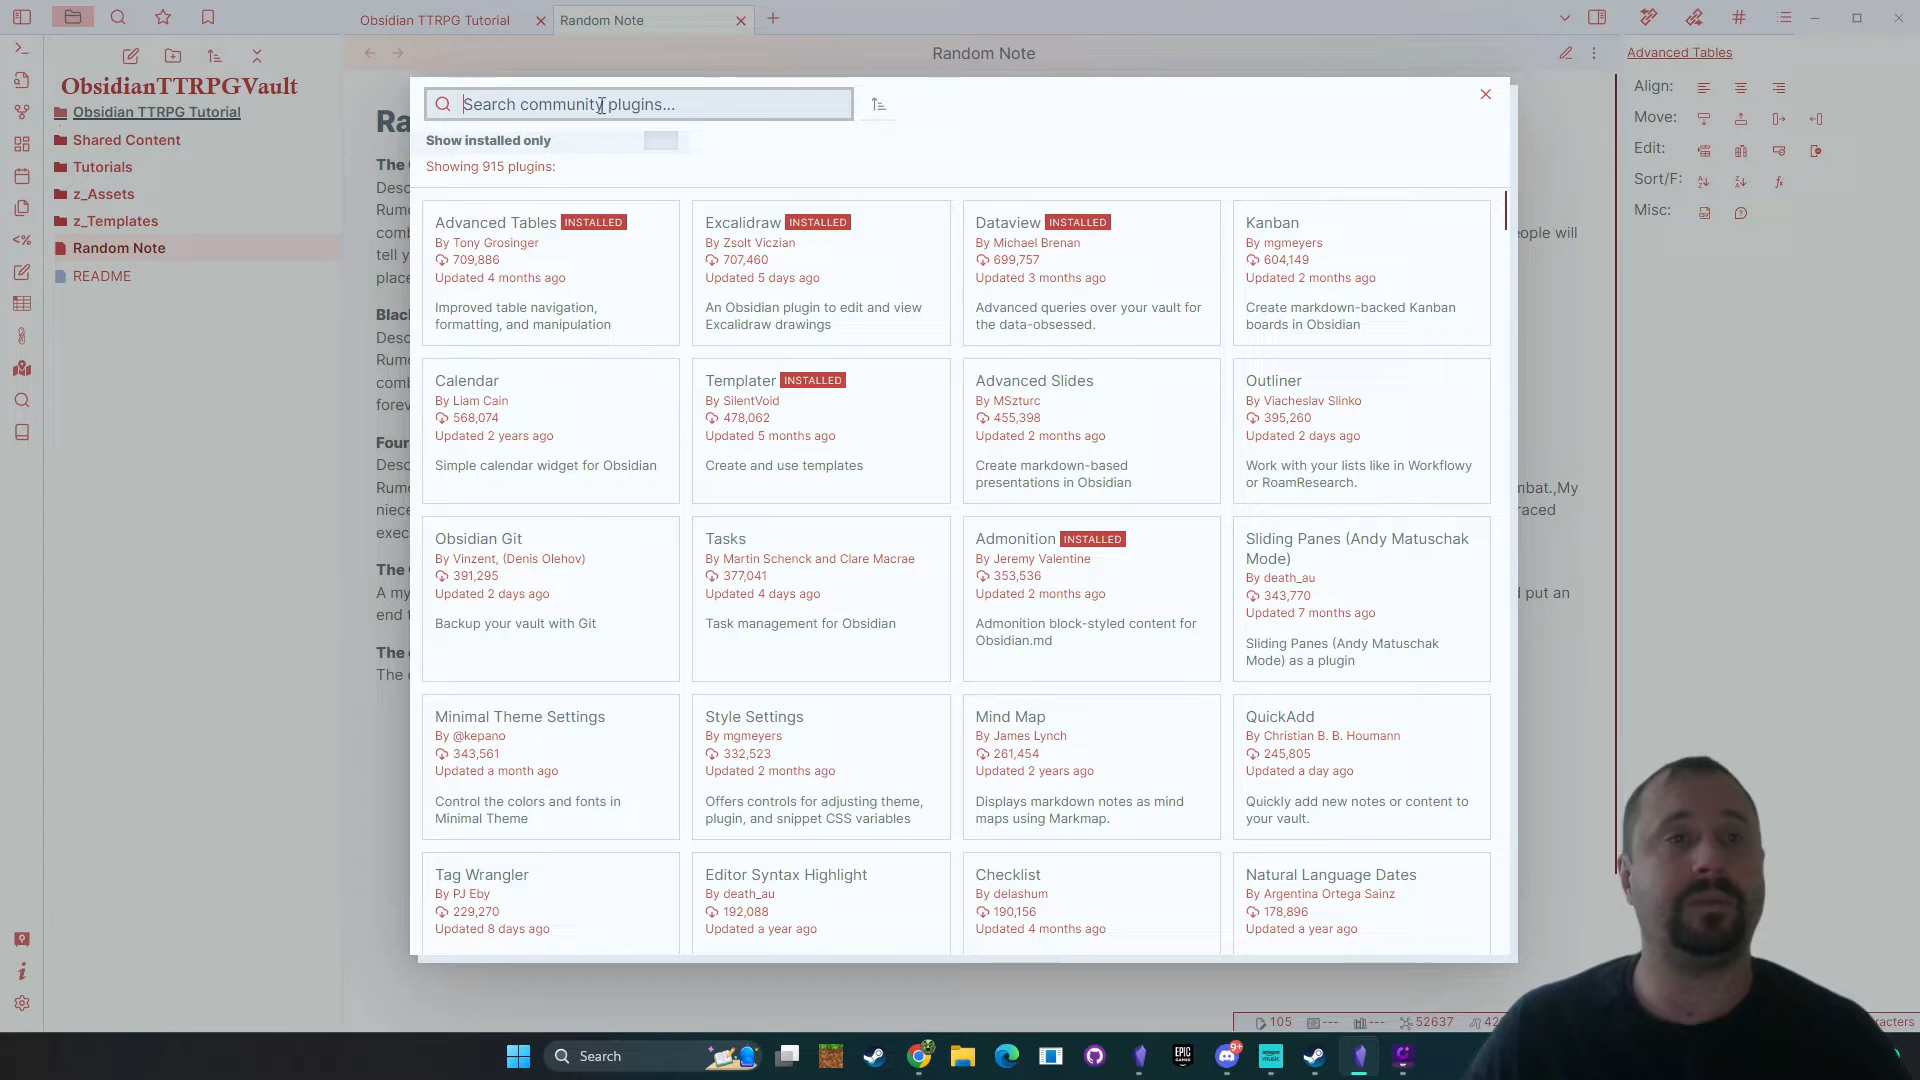 Obsidian TTRPG Tutorial
Random Note
ObsidianTTRPGVault
Obsidian TTRPG Tutorial
Shared Content
Tutorials
z_Assets
z_Templates
Random Note
README
Random Note
Search community plugins...
Show installed only
Showing 915 plugins:
Advanced Tables INSTALLED
By Tony Grosinger
709,886
Updated 4 months ago
Improved table navigation,
formatting, and manipulation
Excalidraw INSTALLED
By Zsolt Viczian
707,460
Updated 5 days ago
An Obsidian plugin to edit and view
Excalidraw drawings
Dataview INSTALLED
By Michael Brenan
699,757
Updated 3 months ago
Advanced queries over your vault for
the data-obsessed.
Kanban
By mgmeyers
604,149
Updated 2 months ago
Create markdown-backed Kanban
boards in Obsidian
Calendar
By Liam Cain
568,074
Updated 2 years ago
Simple calendar widget for Obsidian
Templater INSTALLED
By SilentVoid
478,062
Updated 5 months ago
Create and use templates
Advanced Slides
By MSzturc
455,398
Updated 2 months ago
Create markdown-based
presentations in Obsidian
Outliner
By Viacheslav Slinko
395,260
Updated 2 days ago
Work with your lists like in Workflowy
or RoamResearch.
Obsidian Git
By Vinzent, (Denis Olehov)
391,295
Updated 2 days ago
Backup your vault with Git
Tasks
By Martin Schenck and Clare Macrae
377,041
Updated 4 days ago
Task management for Obsidian
Admonition INSTALLED
By Jeremy Valentine
353,536
Updated 2 months ago
Admonition block-styled content for
Obsidian.md
Sliding Panes (Andy Matuschak
Mode)
By death_au
343,770
Updated 7 months ago
Sliding Panes (Andy Matuschak
Mode) as a plugin
Minimal Theme Settings
By @kepano
343,561
Updated a month ago
Control the colors and fonts in
Minimal Theme
Style Settings
By mgmeyers
332,523
Updated 2 months ago
Offers controls for adjusting theme,
plugin, and snippet CSS variables
Mind Map
By James Lynch
261,454
Updated 2 years ago
Displays markdown notes as mind
maps using Markmap.
QuickAdd
By Christian B. B. Houmann
245,805
Updated a day ago
Quickly add new notes or content to
your vault.
Tag Wrangler
By PJ Eby
229,270
Updated 8 days ago
Editor Syntax Highlight
By death_au
192,088
Updated a year ago
Checklist
By delashum
190,156
Updated 4 months ago
Natural Language Dates
By Argentina Ortega Sainz
178,896
Updated a year ago
The
tell y
Four
The
end t
The
The
people will
mbat.,My
put an
Advanced Tables
Align:
Move:
Edit:
Sort/F:
Misc:
105 --- --- 52637
Search
EPIC
GAMES
9+
amazon
music